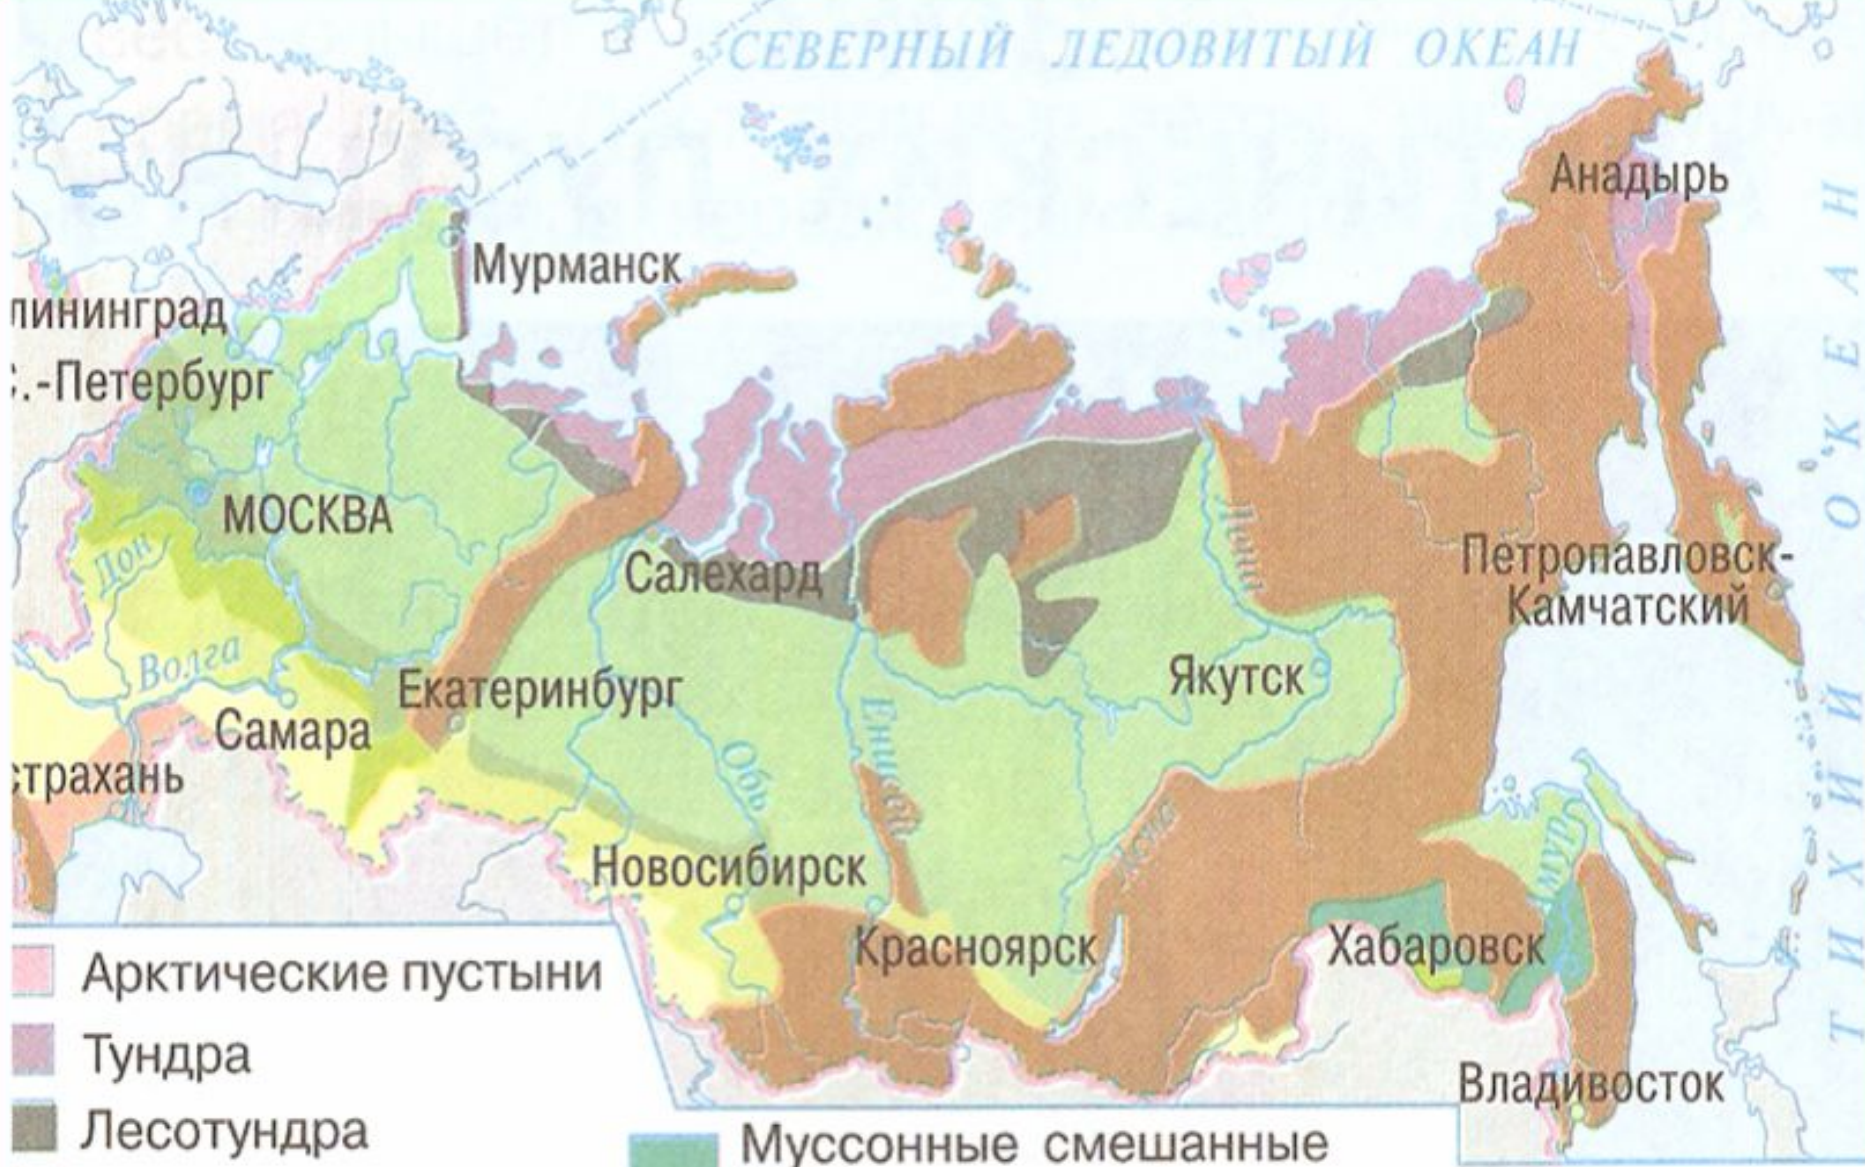 СЕВЕРНЫЙ ЛЕДОВИТЫЙ ОКЕАН
Анадырь
Мурманск
лининград
.-Петербург
МОСКВА
Дон
Волга
Салехард
Лена
Петропавловск-
Камчатский
Якутск
Екатеринбург
Самара
страхань
Обь
Енисей
Новосибирск
Красноярск
Амур
Хабаровск
Владивосток
ТИХИЙ ОКЕАН
Арктические пустыни
Тундра
Лесотундра
Муссонные смешанные